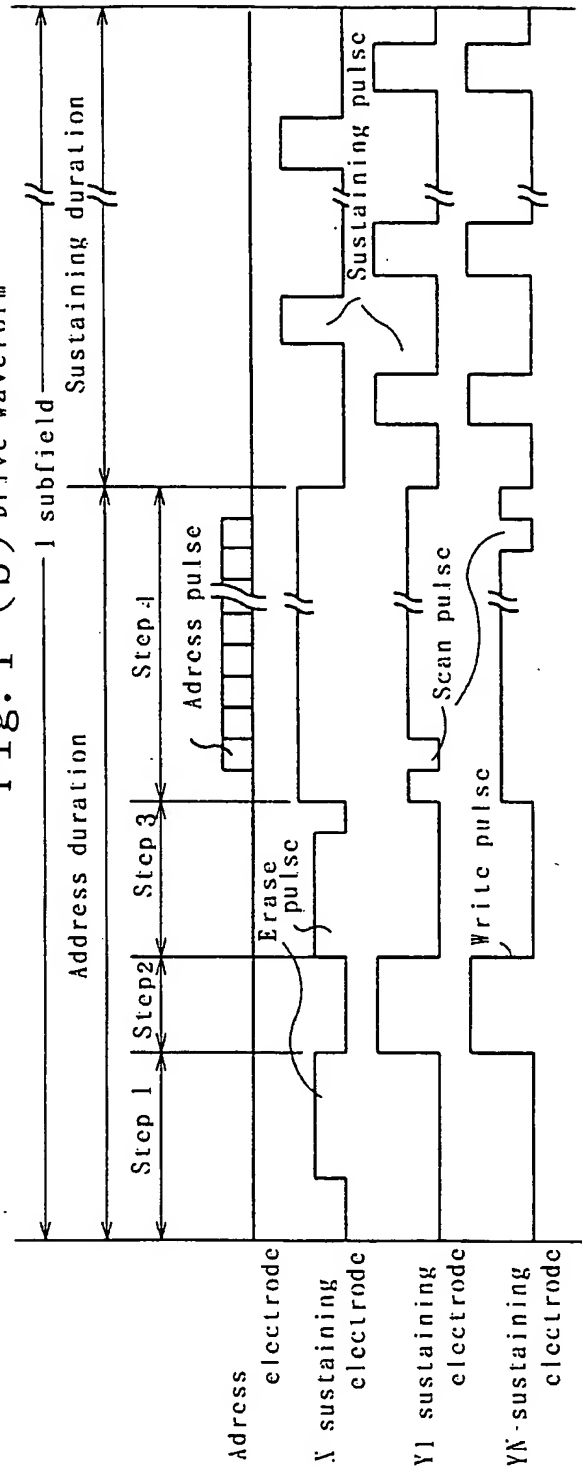 Fig. 1 (b) Drive waveform
1 subfield
Address duration
Sustaining duration
Step 1
Step2
Step 3
Step 4
Adress electrode
Adress pulse
X sustaining electrode
Erase pulse
Sustaining pulse
Y1 sustaining electrode
Scan pulse
YN-sustaining electrode
Write pulse